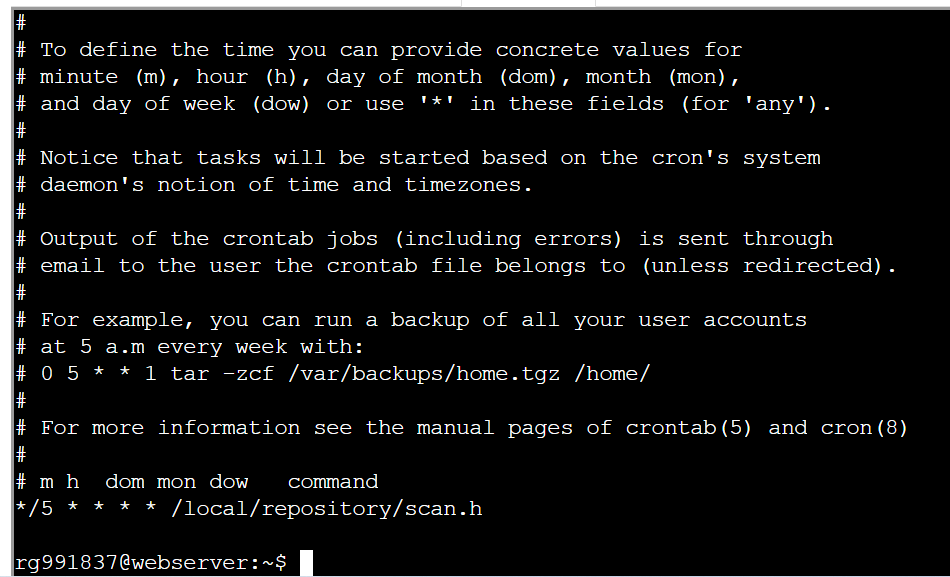 #
# To define the time you can provide concrete values for
# minute (m), hour (h), day of month (dom), month (mon),
# and day of week (dow) or use '*' in these fields (for 'any').
#
# Notice that tasks will be started based on the cron's system
# daemon's notion of time and timezones.
#
# Output of the crontab jobs (including errors) is sent through
# email to the user the crontab file belongs to (unless redirected).
#
# For example, you can run a backup of all your user accounts
# at 5 a.m every week with:
# 0 5 * * 1 tar -zcf /var/backups/home.tgz /home/
#
# For more information see the manual pages of crontab(5) and cron(8)
#
# m h  dom mon dow   command
*/5 * * * * /local/repository/scan.h
rg991837@webserver:~$